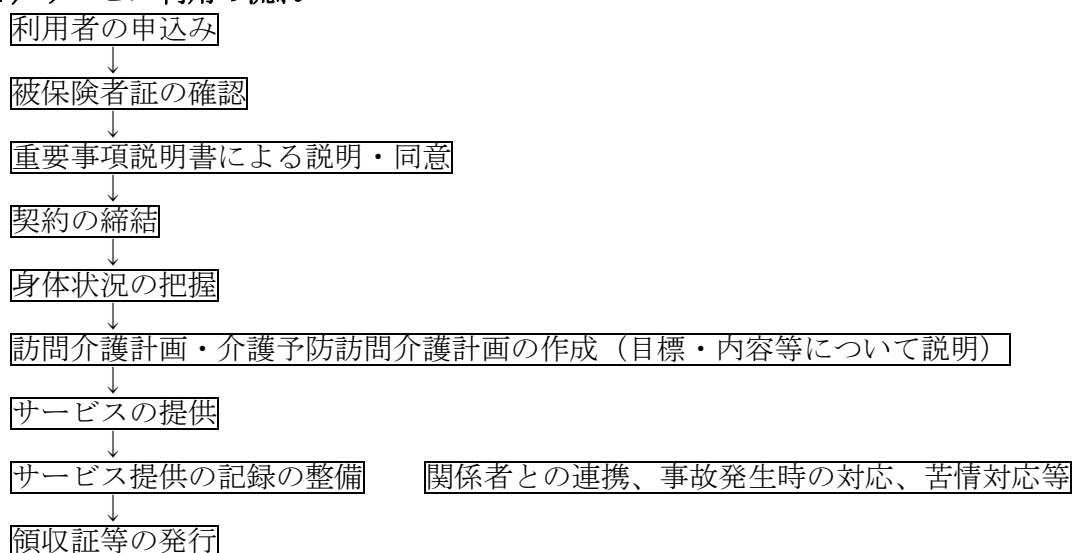 利用者の申込み
↓
被保険者証の確認
↓
重要事項説明書による説明・同意
↓
契約の締結
↓
身体状況の把握
↓
訪問介護計画・介護予防訪問介護計画の作成(目標・内容等について説明)
↓
サービスの提供
↓
サービス提供の記録の整備 関係者との連携、事故発生時の対応、苦情対応等
↓
領収証等の発行